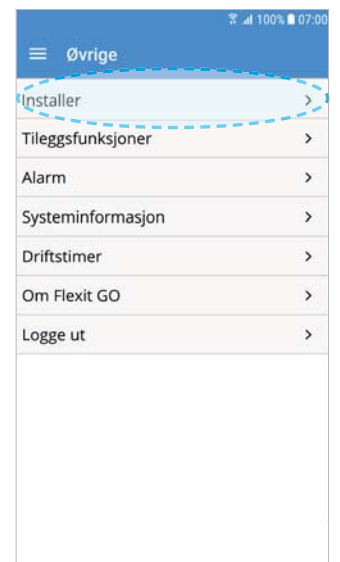 100% 07:00
Øvrige
Installer
Tileggsfunksjoner
Alarm
Systeminformasjon
Driftstimer
Om Flexit GO
Logge ut